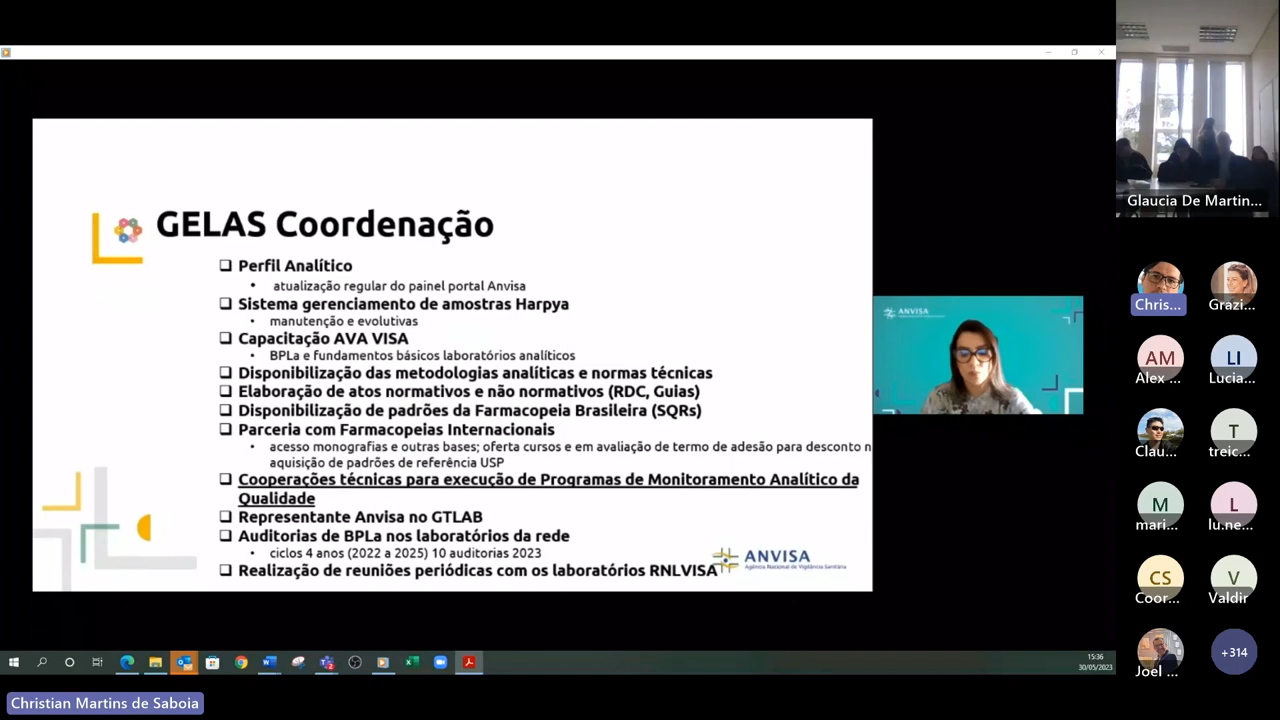 GELAS Coordenação
❑ Perfil Analítico
• atualização regular do painel portal Anvisa
❑ Sistema gerenciamento de amostras Harpya
• manutenção e evolutivas
❑ Capacitação AVA VISA
• BPLa e fundamentos básicos laboratórios analíticos
❑ Disponibilização das metodologias analíticas e normas técnicas
❑ Elaboração de atos normativos e não normativos (RDC, Guias)
❑ Disponibilização de padrões da Farmacopeia Brasileira (SQRs)
❑ Parceria com Farmacopeias Internacionais
• acesso monografias e outras bases; oferta cursos e em avaliação de termo de adesão para desconto n
aquisição de padrões de referência USP
❑ Cooperações técnicas para execução de Programas de Monitoramento Analítico da
Qualidade
❑ Representante Anvisa no GTLAB
❑ Auditorias de BPLa nos laboratórios da rede
• ciclos 4 anos (2022 a 2025) 10 auditorias 2023
❑ Realização de reuniões periódicas com os laboratórios RNLVISA
ANVISA
Agência Nacional de Vigilância Sanitária
ANVISA
Glaucia De Martin...
Chris...
Grazi...
AM
Alex ...
LI
Lucia...
Clau...
T
treic...
M
mari...
L
lu.ne...
CS
Coor...
V
Valdir
Joel ...
+314
15:36
30/05/2023
Christian Martins de Saboia